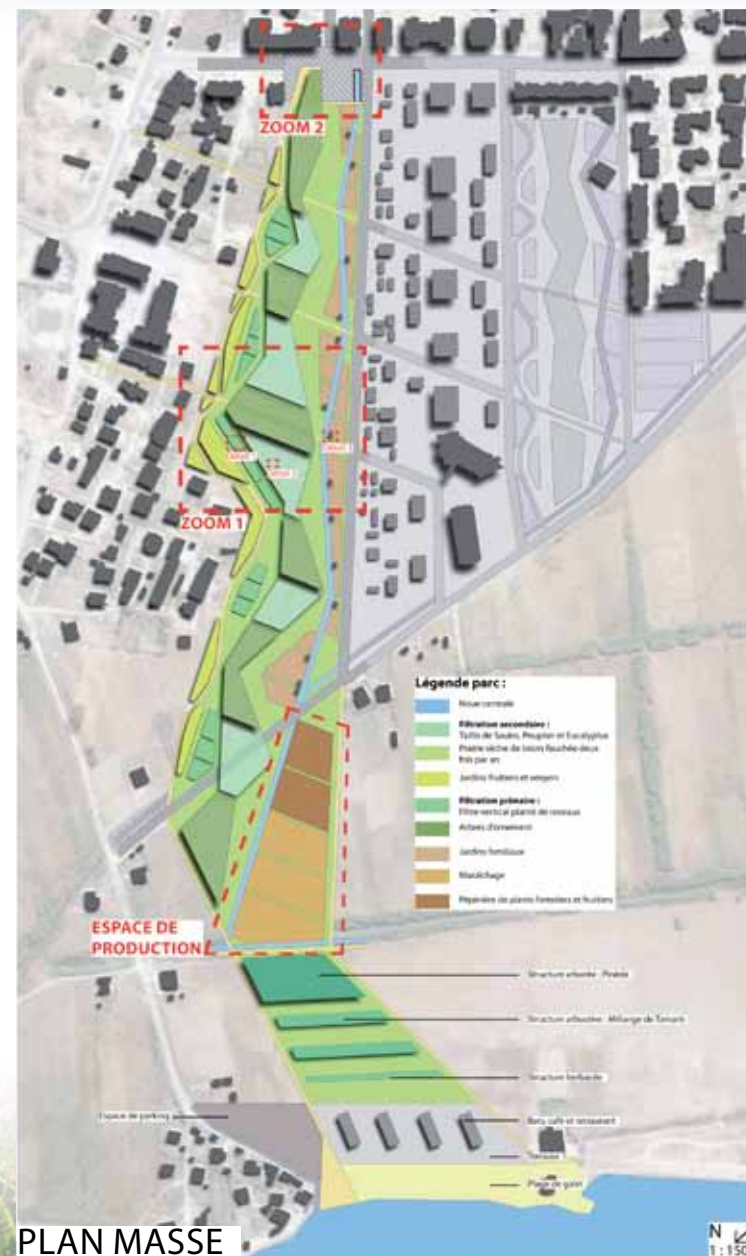 ZOOM 2
ZOOM 1
Légende parc :
Noue centrale
Filtration secondaire :
Taillis de Saules, Peuplier et Eucalyptus
Prairie sèche de loisirs fauchée deux
fois par an
Jardins fruitiers et vergers
Filtration primaire :
Filtre vertical planté de roseaux
Arbres d'ornement
Jardins familiaux
Maraîchage
Pépinière de plants forestiers et fruitiers
ESPACE DE
PRODUCTION
Structure arborée : Pinède
Structure arbustive : Mélange de Tamaris
Structure herbacée
Espace de parking
Bars, café et restaurant
Terrasse
Plage de galet
PLAN MASSE
N